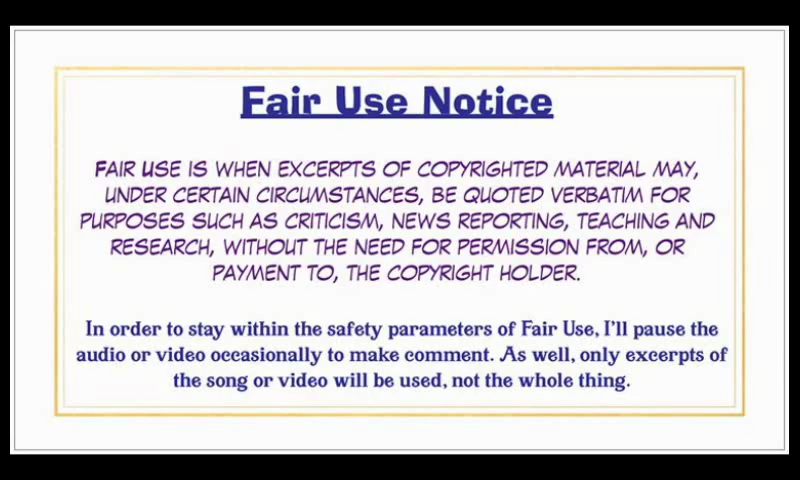 Fair Use Notice
FAIR USE IS WHEN EXCERPTS OF COPYRIGHTED MATERIAL MAY,
UNDER CERTAIN CIRCUMSTANCES, BE QUOTED VERBATIM FOR
PURPOSES SUCH AS CRITICISM, NEWS REPORTING, TEACHING AND
RESEARCH, WITHOUT THE NEED FOR PERMISSION FROM, OR
PAYMENT TO, THE COPYRIGHT HOLDER.
In order to stay within the safety parameters of Fair Use, I'll pause the
audio or video occasionally to make comment. As well, only excerpts of
the song or video will be used, not the whole thing.